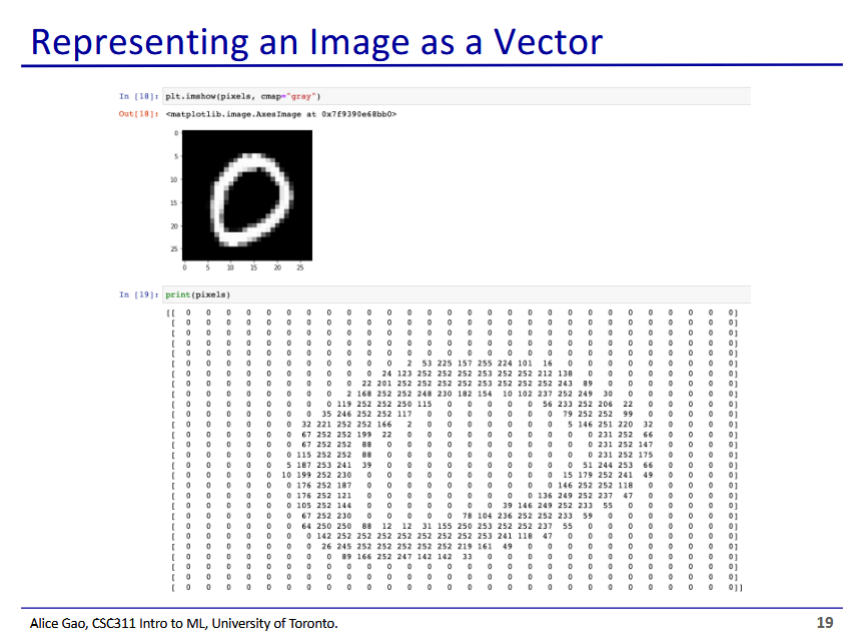 Representing an Image as a Vector
In [18]: plt.imshow(pixels, cmap="gray")
Out[18]: <matplotlib.image.AxesImage at 0x7f9390e68bb0>
0
5
10
15
20
25
0 5 10 15 20 25
In [19]: print(pixels)
[[ 0 0 0 0 0 0 0 0 0 0 0 0 0 0 0 0 0 0 0 0 0 0 0 0 0 0 0 0]
[ 0 0 0 0 0 0 0 0 0 0 0 0 0 0 0 0 0 0 0 0 0 0 0 0 0 0 0 0]
[ 0 0 0 0 0 0 0 0 0 0 0 0 0 0 0 0 0 0 0 0 0 0 0 0 0 0 0 0]
[ 0 0 0 0 0 0 0 0 0 0 0 0 0 0 0 0 0 0 0 0 0 0 0 0 0 0 0 0]
[ 0 0 0 0 0 0 0 0 0 0 0 0 0 0 0 0 0 0 0 0 0 0 0 0 0 0 0 0]
[ 0 0 0 0 0 0 0 0 0 0 0 2 53 225 157 255 224 101 16 0 0 0 0 0 0 0 0 0]
[ 0 0 0 0 0 0 0 0 0 0 24 123 252 252 252 253 252 252 212 138 0 0 0 0 0 0 0 0]
[ 0 0 0 0 0 0 0 0 0 22 201 252 252 252 252 253 252 252 252 243 89 0 0 0 0 0 0 0]
[ 0 0 0 0 0 0 0 0 2 168 252 252 248 230 182 154 10 102 237 252 249 30 0 0 0 0 0 0]
[ 0 0 0 0 0 0 0 0 119 252 252 250 115 0 0 0 0 0 56 233 252 206 22 0 0 0 0 0]
[ 0 0 0 0 0 0 0 35 246 252 252 117 0 0 0 0 0 0 0 79 252 252 99 0 0 0 0 0]
[ 0 0 0 0 0 0 32 221 252 252 166 2 0 0 0 0 0 0 0 5 146 251 220 32 0 0 0 0]
[ 0 0 0 0 0 0 67 252 252 199 22 0 0 0 0 0 0 0 0 0 0 231 252 66 0 0 0 0]
[ 0 0 0 0 0 0 67 252 252 88 0 0 0 0 0 0 0 0 0 0 0 231 252 147 0 0 0 0]
[ 0 0 0 0 0 0 115 252 252 88 0 0 0 0 0 0 0 0 0 0 0 231 252 175 0 0 0 0]
[ 0 0 0 0 0 5 187 253 241 39 0 0 0 0 0 0 0 0 0 0 51 244 253 66 0 0 0 0]
[ 0 0 0 0 0 10 199 252 230 0 0 0 0 0 0 0 0 0 0 15 179 252 241 49 0 0 0 0]
[ 0 0 0 0 0 0 176 252 187 0 0 0 0 0 0 0 0 0 0 146 252 252 118 0 0 0 0 0]
[ 0 0 0 0 0 0 176 252 121 0 0 0 0 0 0 0 0 0 136 249 252 237 47 0 0 0 0 0]
[ 0 0 0 0 0 0 105 252 144 0 0 0 0 0 0 0 39 146 249 252 233 55 0 0 0 0 0 0]
[ 0 0 0 0 0 0 67 252 230 0 0 0 0 0 78 104 236 252 252 233 59 0 0 0 0 0 0 0]
[ 0 0 0 0 0 0 64 250 250 88 12 12 31 155 250 253 252 252 237 55 0 0 0 0 0 0 0 0]
[ 0 0 0 0 0 0 0 142 252 252 252 252 252 252 252 253 241 118 47 0 0 0 0 0 0 0 0 0]
[ 0 0 0 0 0 0 0 26 245 252 252 252 252 252 219 161 49 0 0 0 0 0 0 0 0 0 0 0]
[ 0 0 0 0 0 0 0 0 89 166 252 247 142 142 33 0 0 0 0 0 0 0 0 0 0 0 0 0]
[ 0 0 0 0 0 0 0 0 0 0 0 0 0 0 0 0 0 0 0 0 0 0 0 0 0 0 0 0]
[ 0 0 0 0 0 0 0 0 0 0 0 0 0 0 0 0 0 0 0 0 0 0 0 0 0 0 0 0]
[ 0 0 0 0 0 0 0 0 0 0 0 0 0 0 0 0 0 0 0 0 0 0 0 0 0 0 0 0]]
Alice Gao, CSC311 Intro to ML, University of Toronto.
19